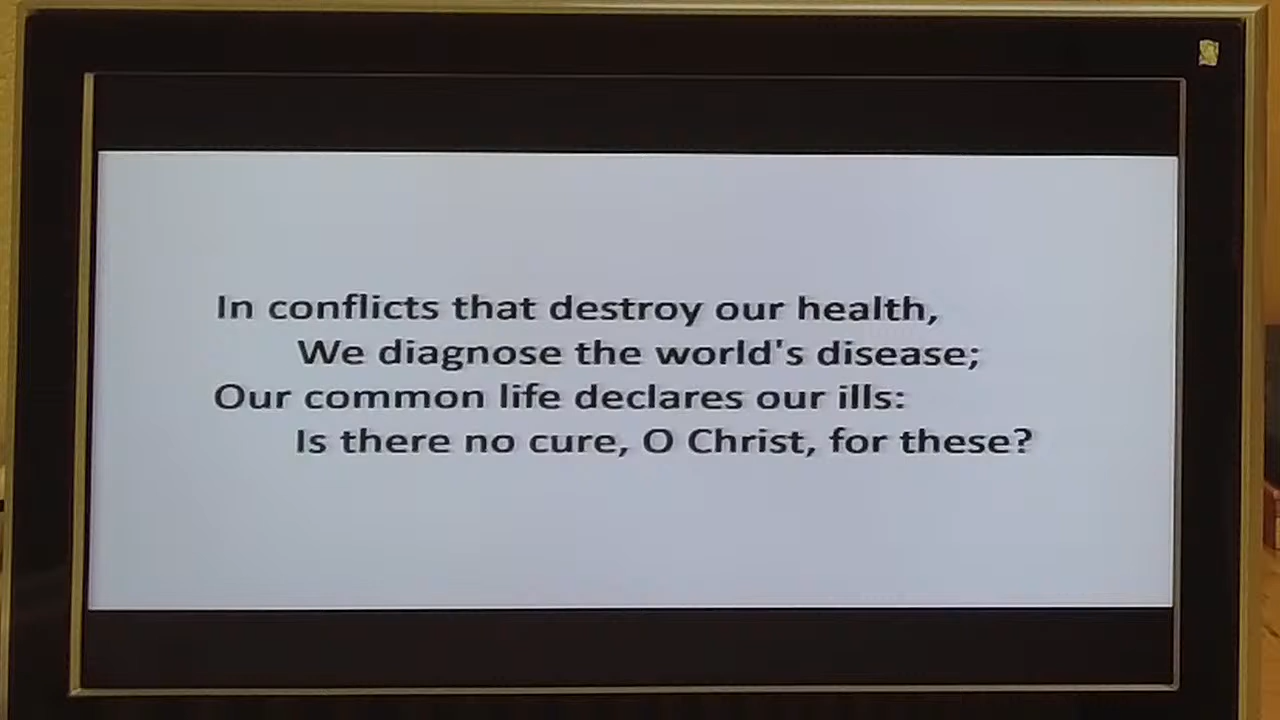 In conflicts that destroy our health,
We diagnose the world's disease;
Our common life declares our ills:
Is there no cure, O Christ, for these?